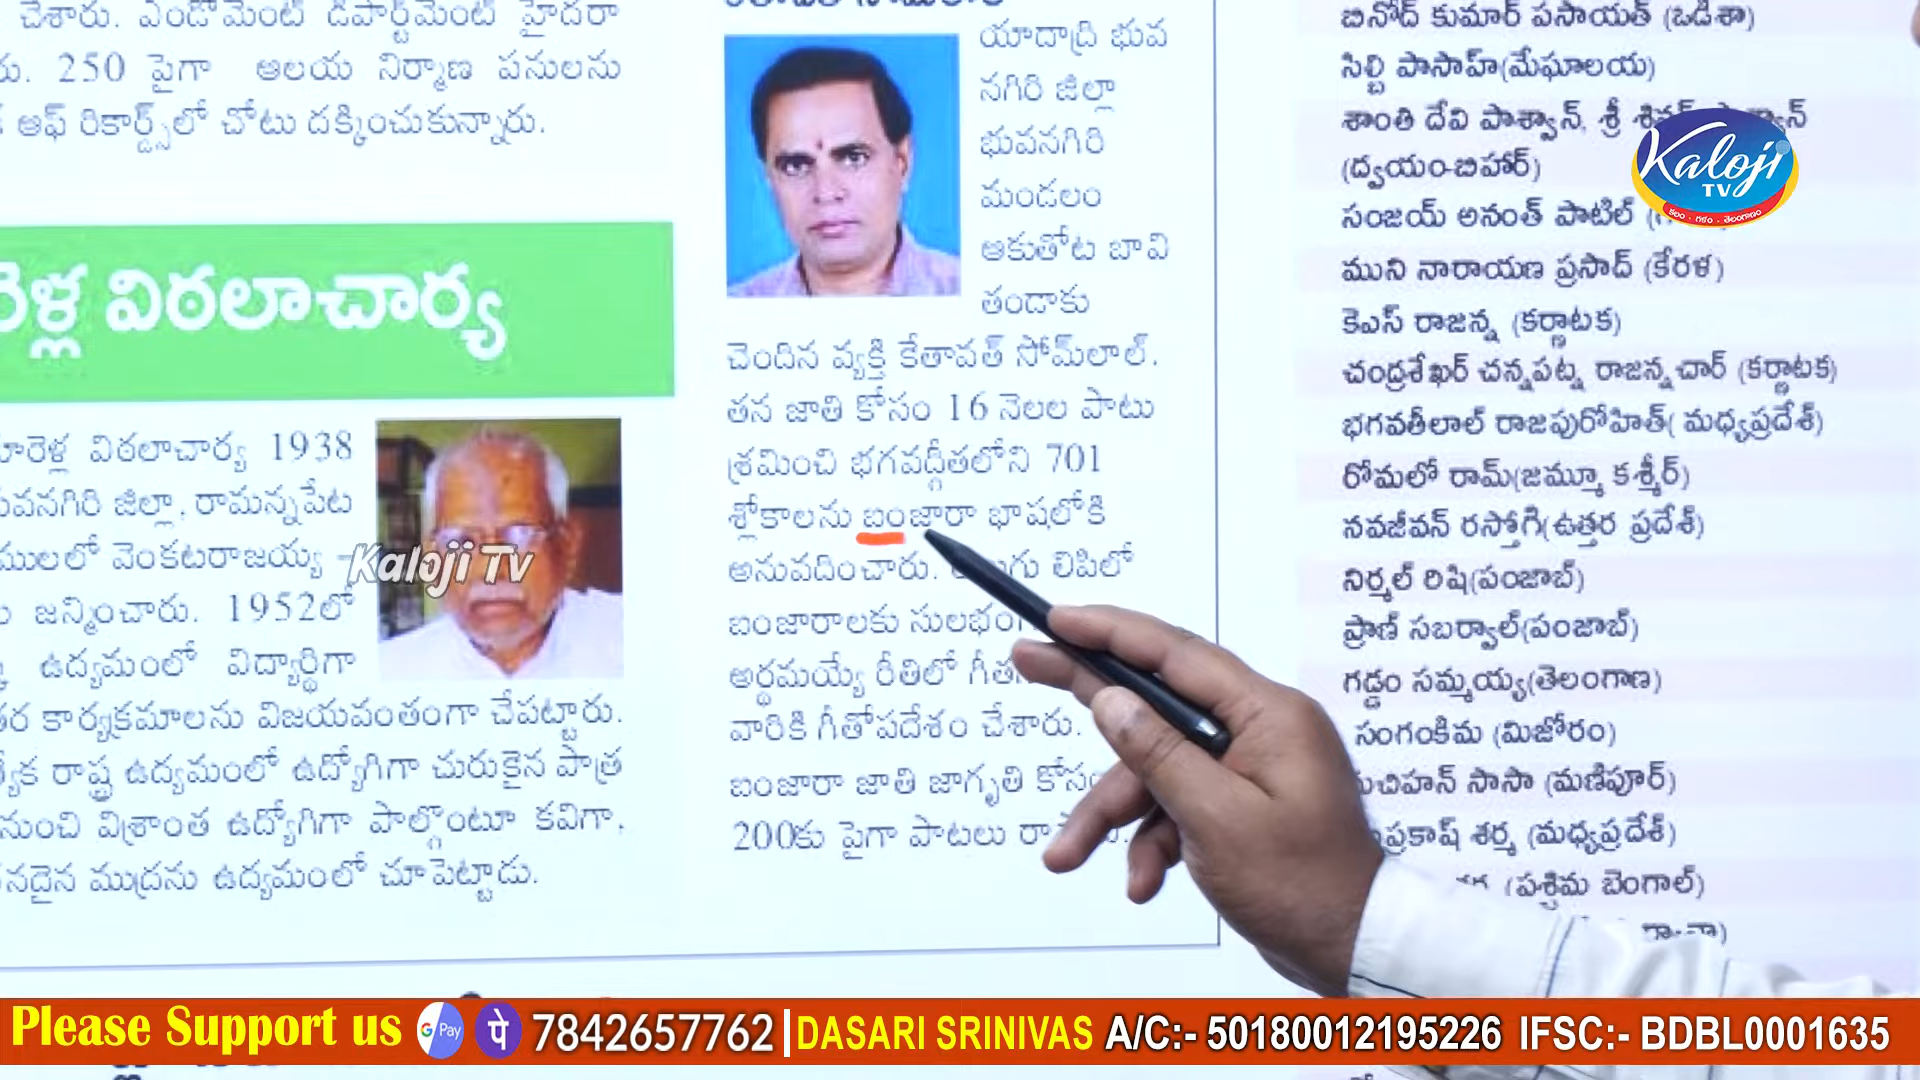 చేశారు. ఎండోమెంట్ డిపార్ట్‌మెంట్ హైదరా
250 పైగా ఆలయ నిర్మాణ పనులను
ఆఫ్ రికార్డ్స్‌లో చోటు దక్కించుకున్నారు.
విఠలాచార్య
విఠలాచార్య 1938
జిల్లా, రామన్నపేట
వెంకటరాజయ్య -
జన్మించారు. 1952లో
ఉద్యమంలో విద్యార్థిగా
కార్యక్రమాలను విజయవంతంగా చేపట్టారు.
రాష్ట్ర ఉద్యమంలో ఉద్యోగిగా చురుకైన పాత్ర
నుంచి విశ్రాంత ఉద్యోగిగా పాల్గొంటూ కవిగా,
ముద్రను ఉద్యమంలో చూపెట్టాడు.
యాదాద్రి భువ
నగిరి జిల్లా
భువనగిరి
మండలం
ఆకుతోట బావి
తండాకు
చెందిన వ్యక్తి కేతావత్ సోమ్‌లాల్.
తన జాతి కోసం 16 నెలల పాటు
శ్రమించి భగవద్గీతలోని 701
శ్లోకాలను బంజారా భాషలోకి
అనువదించారు. లిపిలో
బంజారాలకు
అర్థమయ్యే రీతిలో
వారికి గీతోపదేశం చేశారు.
బంజారా జాతి జాగృతి
200కు పైగా పాటలు
బినోద్ కుమార్ పసాయత్ (ఒడిశా)
సిల్బి పాసాహ్(మేఘాలయ)
శాంతి దేవి పాశ్వాన్, శ్రీ
(ద్వయం-బిహార్)
సంజయ్ అనంత్ పాటిల్
ముని నారాయణ ప్రసాద్ (కేరళ)
కెఎస్ రాజన్న (కర్ణాటక)
చంద్రశేఖర్ చన్నపట్న రాజన్నచార్ (కర్ణాటక)
భగవతీలాల్ రాజపురోహిత్( మధ్యప్రదేశ్)
రోమలో రామ్(జమ్మూ కశ్మీర్)
నవజీవన్ రస్తోగి(ఉత్తర ప్రదేశ్)
నిర్మల్ రిషి(పంజాబ్)
ప్రాణ్ సబర్వాల్(పంజాబ్)
గడ్డం సమ్మయ్య(తెలంగాణ)
సంగంకిమ (మిజోరం)
సాసా (మణిపూర్)
శర్మ (మధ్యప్రదేశ్)
(పశ్చిమ బెంగాల్)
Kaloji
TV
కలం - గళం - తెలంగాణం
Kaloji Tv
Please Support us G Pay పే 7842657762 | DASARI SRINIVAS A/C:- 50180012195226 IFSC:- BDBL0001635